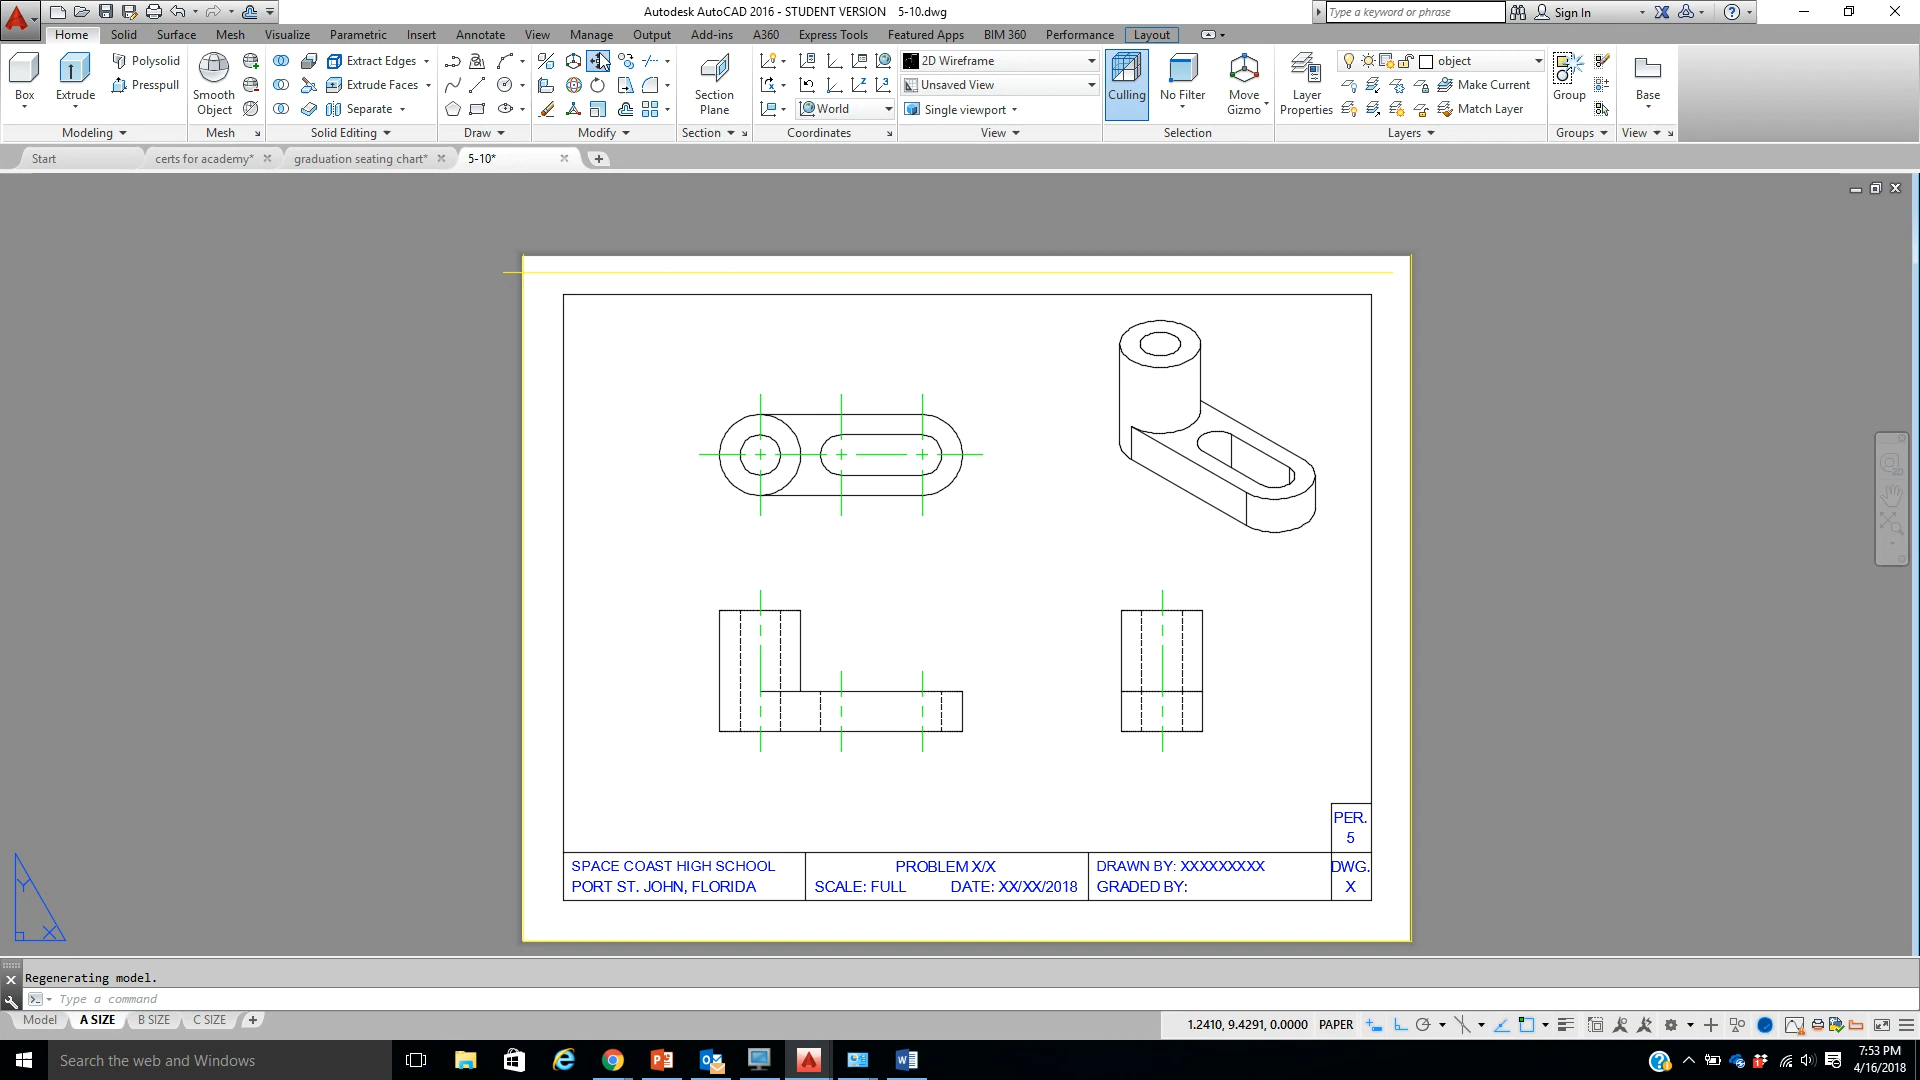 Autodesk AutoCAD 2016 - STUDENT VERSION 5-10.dwg
Type a keyword or phrase
Sign In
Home Solid Surface Mesh Visualize Parametric Insert Annotate View Manage Output Add-ins A360 Express Tools Featured Apps BIM 360 Performance Layout
Box
Extrude
Polysolid
Presspull
Modeling
Smooth
Object
Mesh
Extract Edges
Extrude Faces
Separate
Solid Editing
Draw
Modify
Section
Plane
Section
World
Coordinates
2D Wireframe
Unsaved View
Single viewport
View
Culling
No Filter
Move
Gizmo
Selection
Layer
Properties
object
Make Current
Match Layer
Layers
Group
Groups
Base
View
Start
certs for academy*
graduation seating chart*
5-10*
PER.
5
SPACE COAST HIGH SCHOOL
PORT ST. JOHN, FLORIDA
PROBLEM X/X
SCALE: FULL DATE: XX/XX/2018
DRAWN BY: XXXXXXXXX
GRADED BY:
DWG.
X
Y
X
Regenerating model.
Type a command
Model A SIZE B SIZE C SIZE
1.2410, 9.4291, 0.0000 PAPER
Search the web and Windows
7:53 PM
4/16/2018